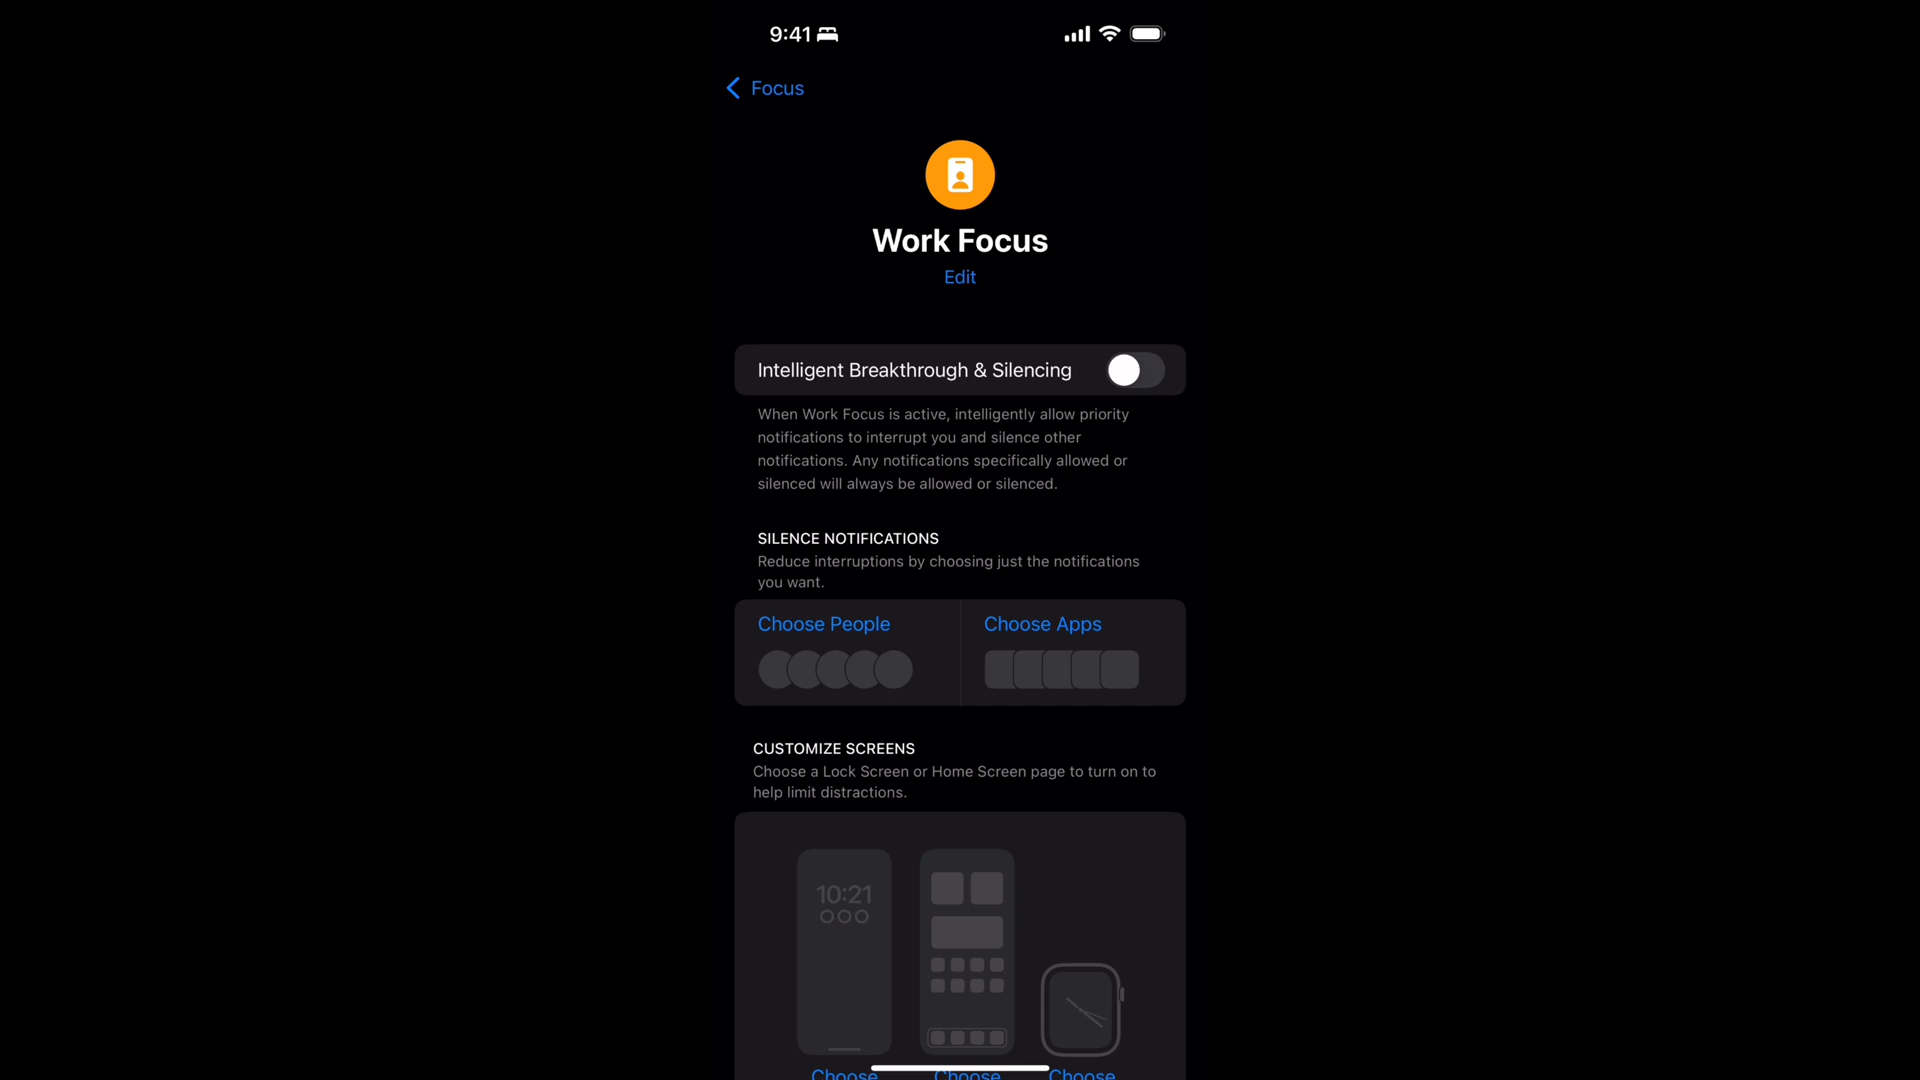 9:41
Focus
Work Focus
Edit
Intelligent Breakthrough & Silencing
When Work Focus is active, intelligently allow priority
notifications to interrupt you and silence other
notifications. Any notifications specifically allowed or
silenced will always be allowed or silenced.
SILENCE NOTIFICATIONS
Reduce interruptions by choosing just the notifications
you want.
Choose People
Choose Apps
CUSTOMIZE SCREENS
Choose a Lock Screen or Home Screen page to turn on to
help limit distractions.
10:21
Choose
Choose
Choose